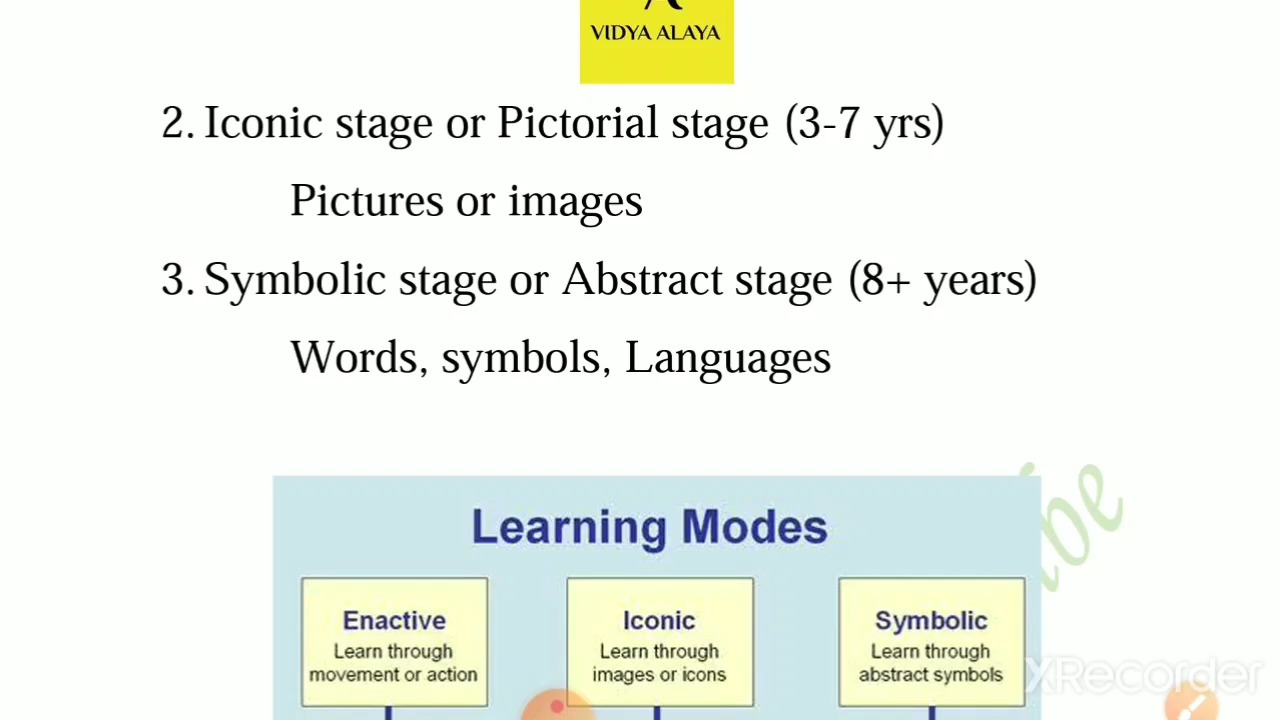 VIDYA ALAYA
2. Iconic stage or Pictorial stage (3-7 yrs)
Pictures or images
3. Symbolic stage or Abstract stage (8+ years)
Words, symbols, Languages
Learning Modes
Enactive
Learn through
movement or action
Iconic
Learn through
images or icons
Symbolic
Learn through
abstract symbols
XRecorder